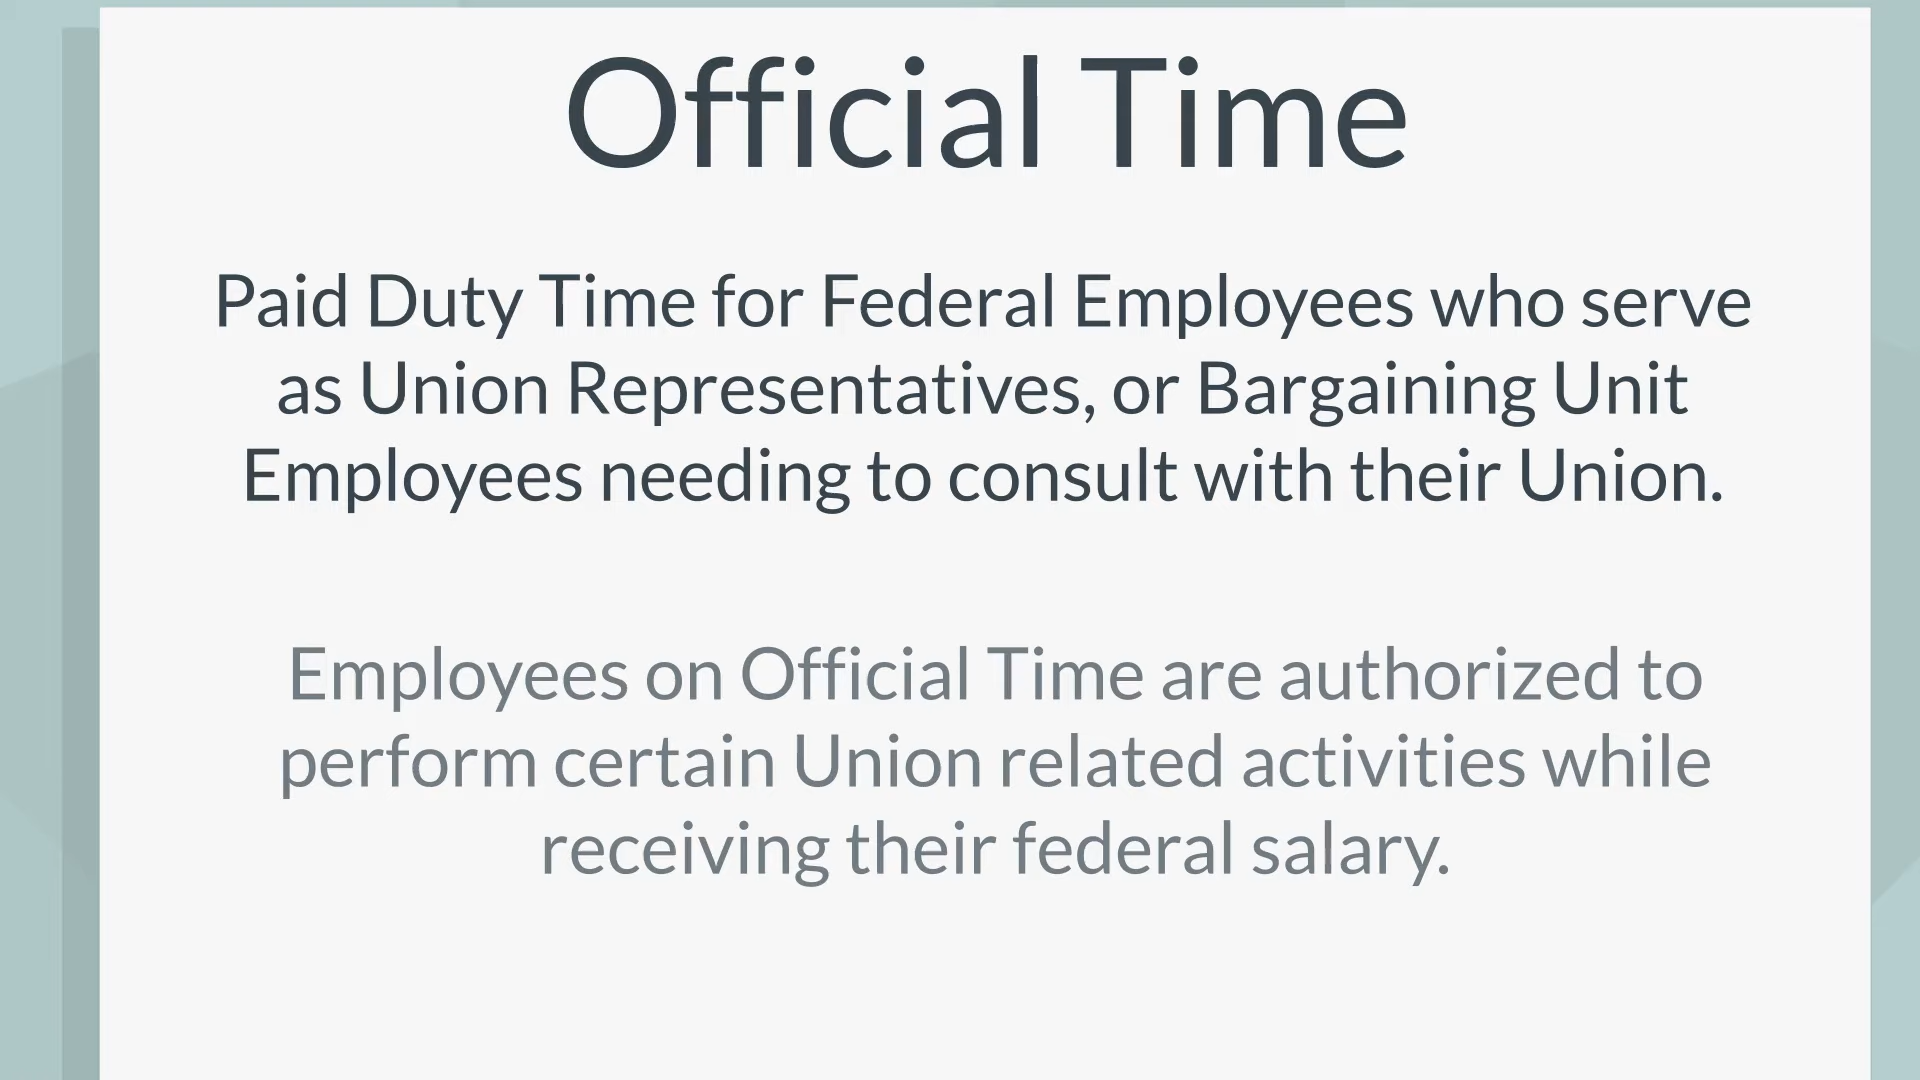 Official Time
Paid Duty Time for Federal Employees who serve
as Union Representatives, or Bargaining Unit
Employees needing to consult with their Union.
Employees on Official Time are authorized to
perform certain Union related activities while
receiving their federal salary.